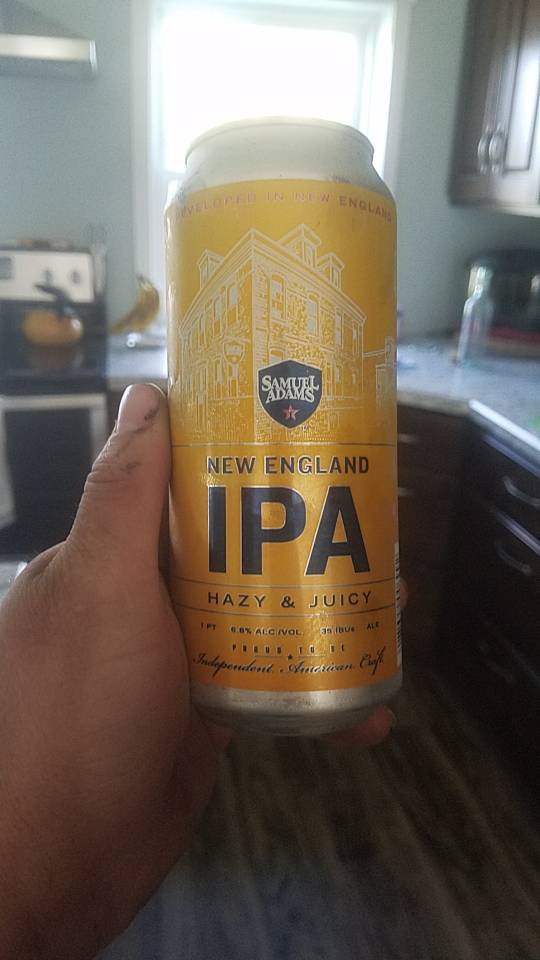 DEVELOPED IN NEW ENGLAND
SAMUEL
ADAMS
NEW ENGLAND
IPA
HAZY & JUICY
1 PT 6.8% ALC./VOL. 35 IBUs ALE
PROUD TO BE
Independent American Craft